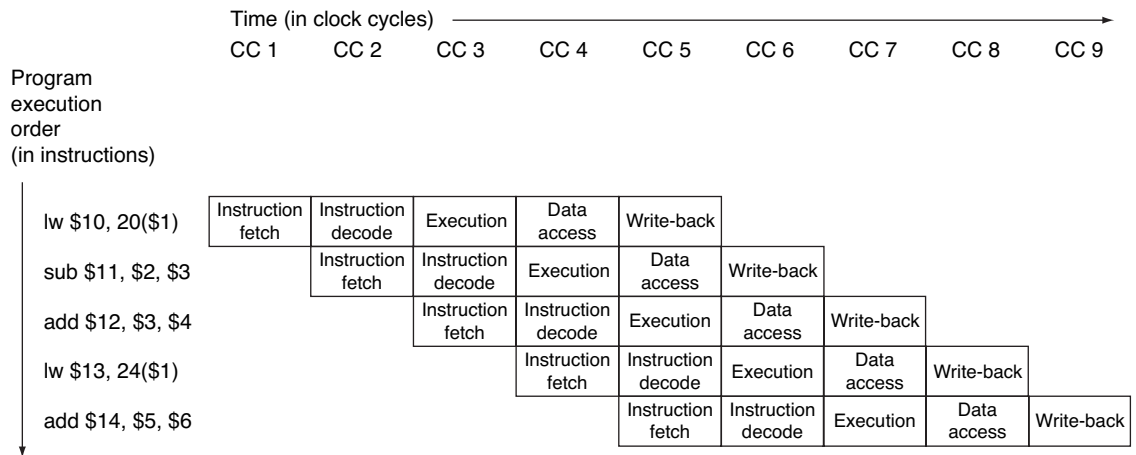 Time (in clock cycles)
CC 1 CC 2 CC 3 CC 4 CC 5 CC 6 CC 7 CC 8 CC 9
Program
execution
order
(in instructions)
lw $10, 20($1)
Instruction
fetch
Instruction
decode
Execution
Data
access
Write-back
sub $11, $2, $3
Instruction
fetch
Instruction
decode
Execution
Data
access
Write-back
add $12, $3, $4
Instruction
fetch
Instruction
decode
Execution
Data
access
Write-back
lw $13, 24($1)
Instruction
fetch
Instruction
decode
Execution
Data
access
Write-back
add $14, $5, $6
Instruction
fetch
Instruction
decode
Execution
Data
access
Write-back